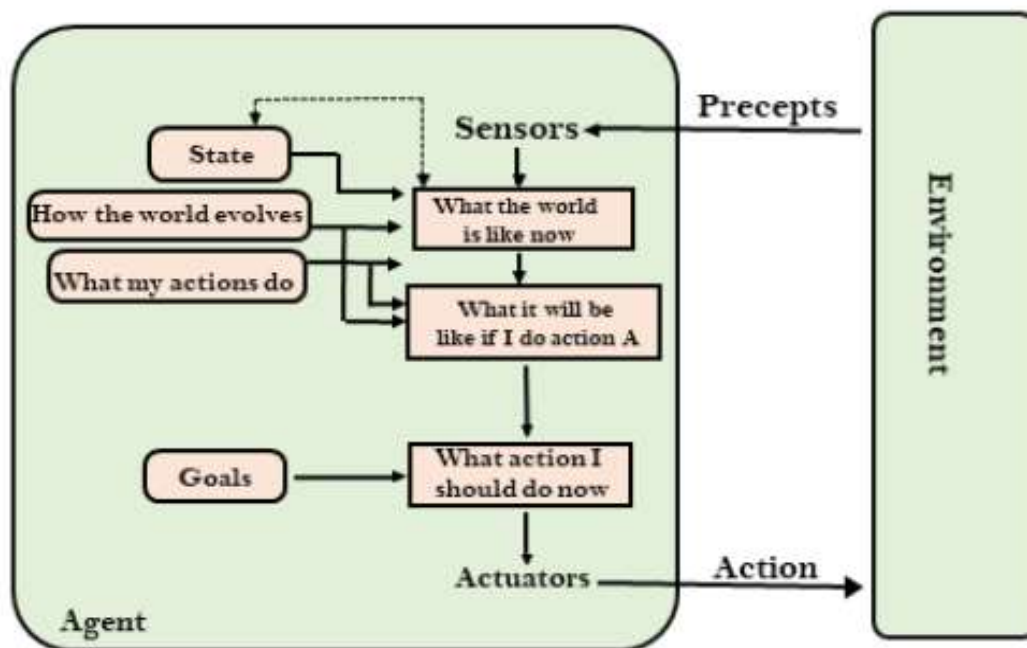 Precepts
Sensors
State
What the world
is like now
How the world evolves
What my actions do
What it will be
like if I do action A
Environment
Goals
What action I
should do now
Actuators
Action
Agent